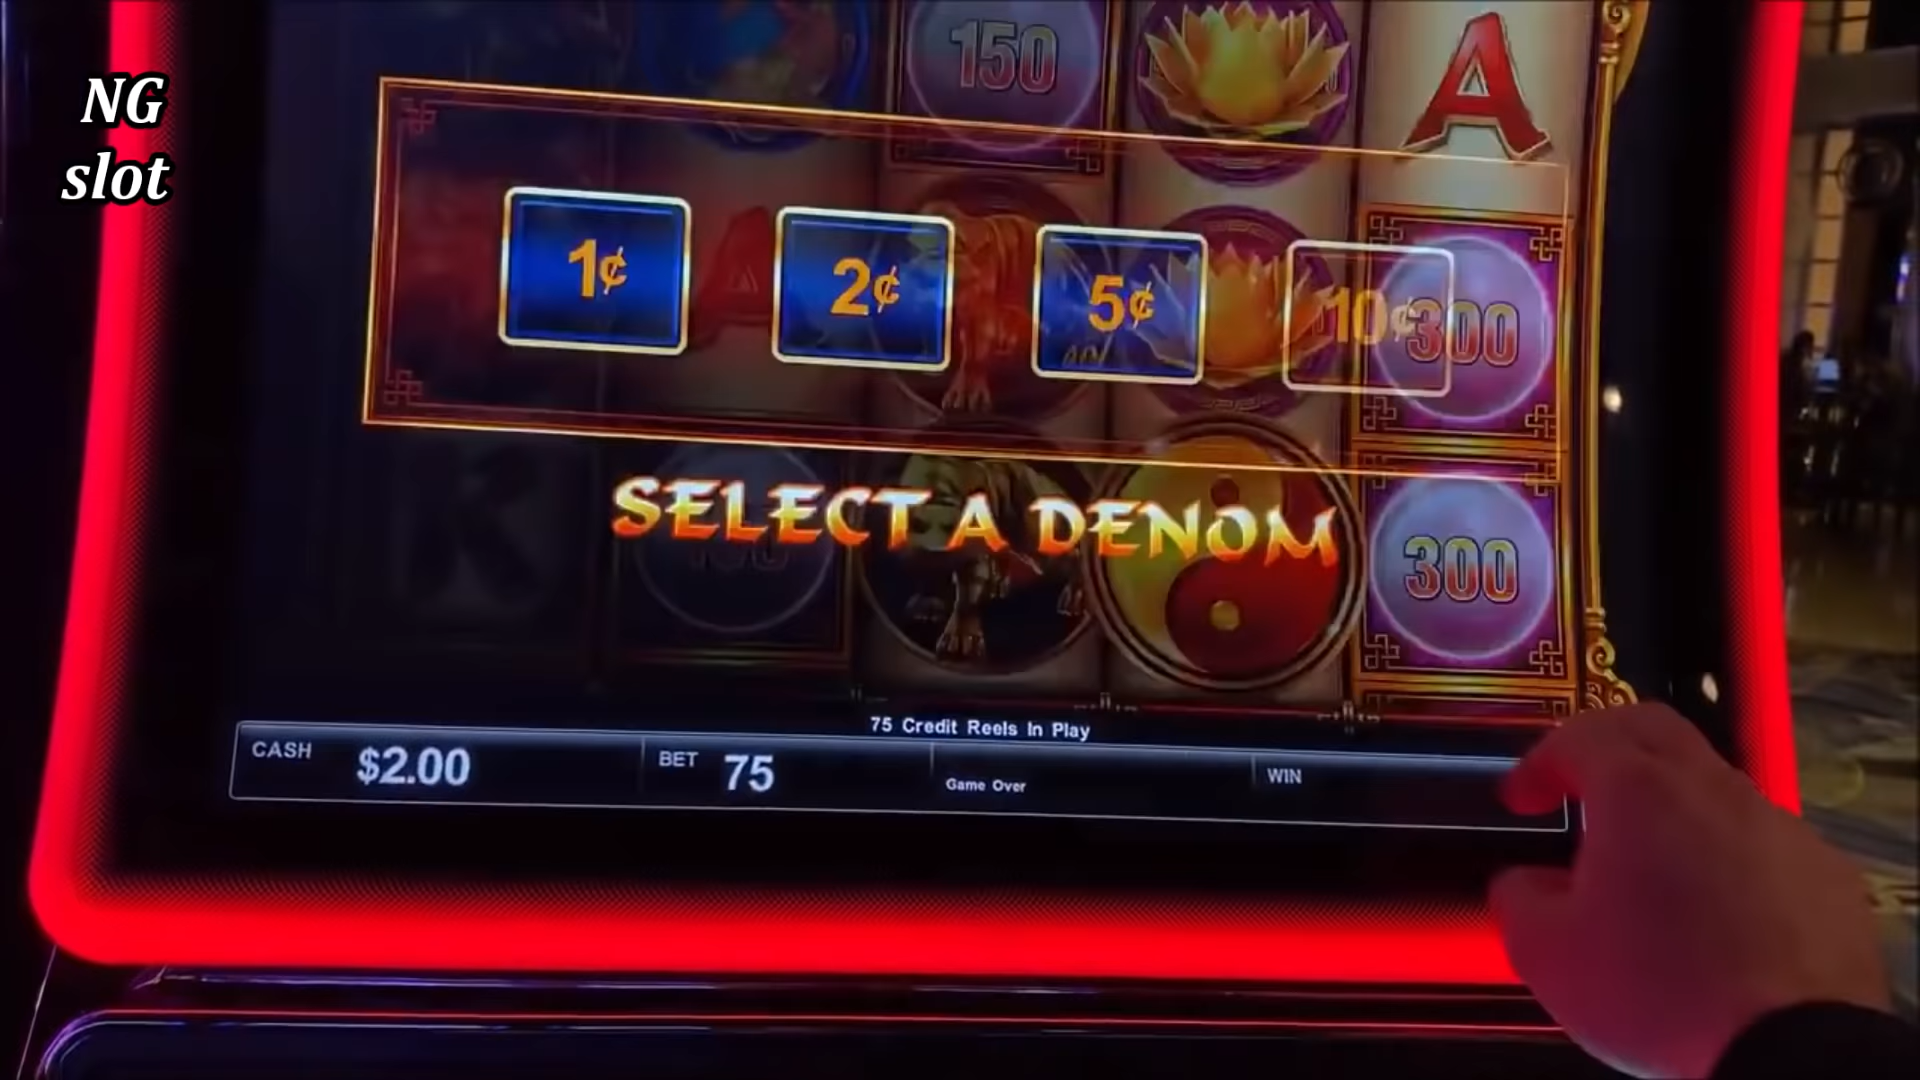 NG
slot
150
A
1¢
2¢
5¢
10¢
300
SELECT A DENOM
300
75 Credit Reels In Play
CASH $2.00 BET 75 Game Over WIN